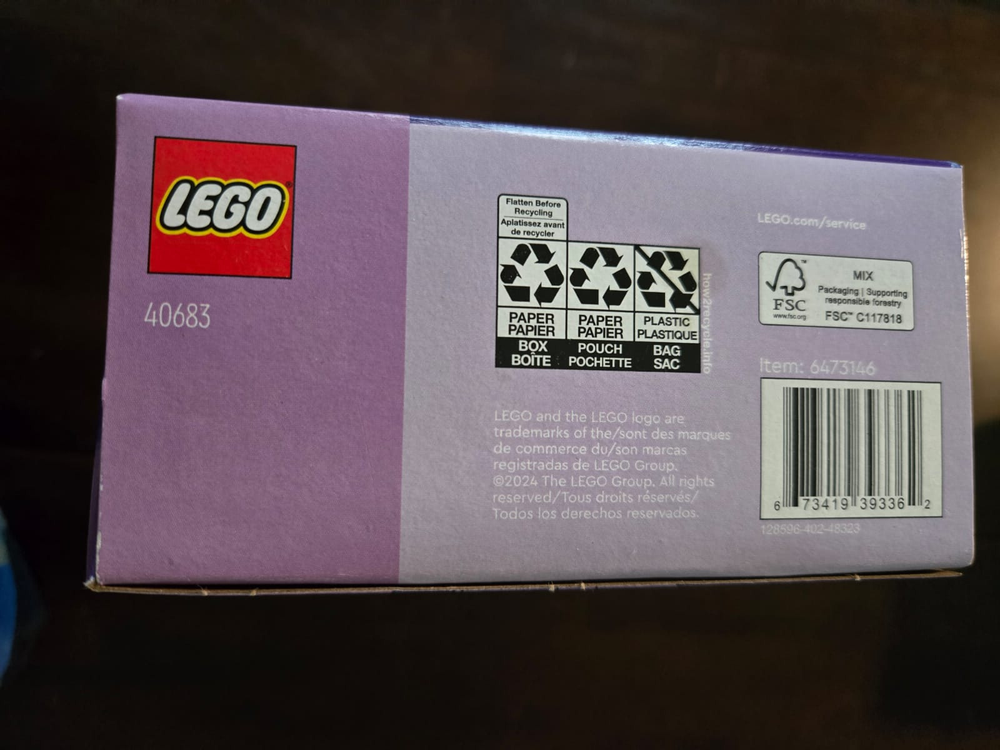 LEGO
40683
Flatten Before
Recycling
Aplatissez avant
de recycler
PAPER
PAPIER
BOX
BOÎTE
PAPER
PAPIER
POUCH
POCHETTE
PLASTIC
PLASTIQUE
BAG
SAC
how2recycle.info
LEGO and the LEGO logo are
trademarks of the/sont des marques
de commerce du/son marcas
registradas de LEGO Group.
©2024 The LEGO Group. All rights
reserved/Tous droits réservés/
Todos los derechos reservados.
LEGO.com/service
FSC
www.fsc.org
MIX
Packaging | Supporting
responsible forestry
FSC™ C117818
Item: 6473146
6 73419 39336 2
128596-402-48323